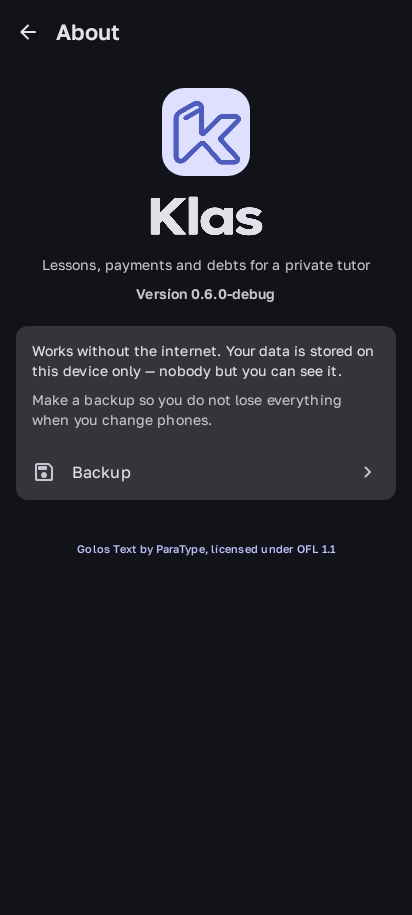 About
Klas
Lessons, payments and debts for a private tutor
Version 0.6.0-debug
Works without the internet. Your data is stored on
this device only — nobody but you can see it.
Make a backup so you do not lose everything
when you change phones.
Backup
Golos Text by ParaType, licensed under OFL 1.1